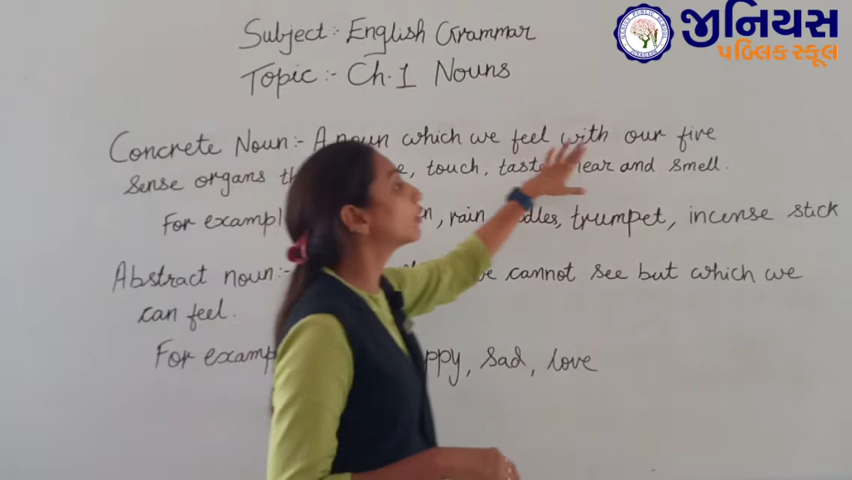 જીનિયસ
પબ્લિક સ્કૂલ
Subject:- English Grammar
Topic:- Ch.1 Nouns
Concrete Noun:- A noun which we feel with our five
sense organs touch, taste, hear and smell.
For rain, trumpet, incense stick
Abstract noun:- cannot see but which we
can feel.
For sad, love